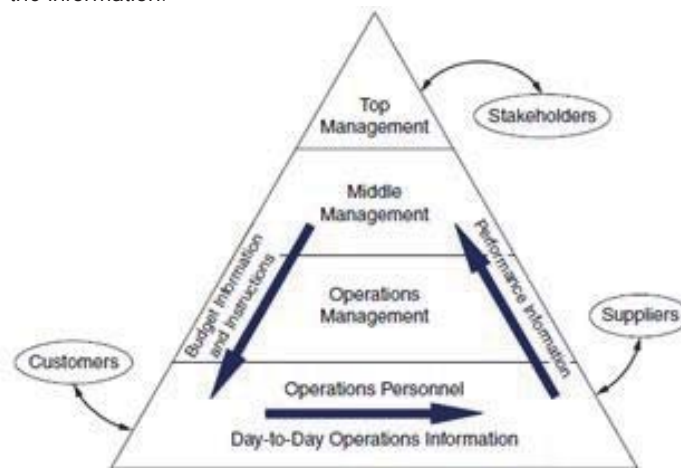 the information.
Top
Management
Stakeholders
Middle
Management
Budget Information
and Instructions
Performance Information
Operations
Management
Suppliers
Customers
Operations Personnel
Day-to-Day Operations Information